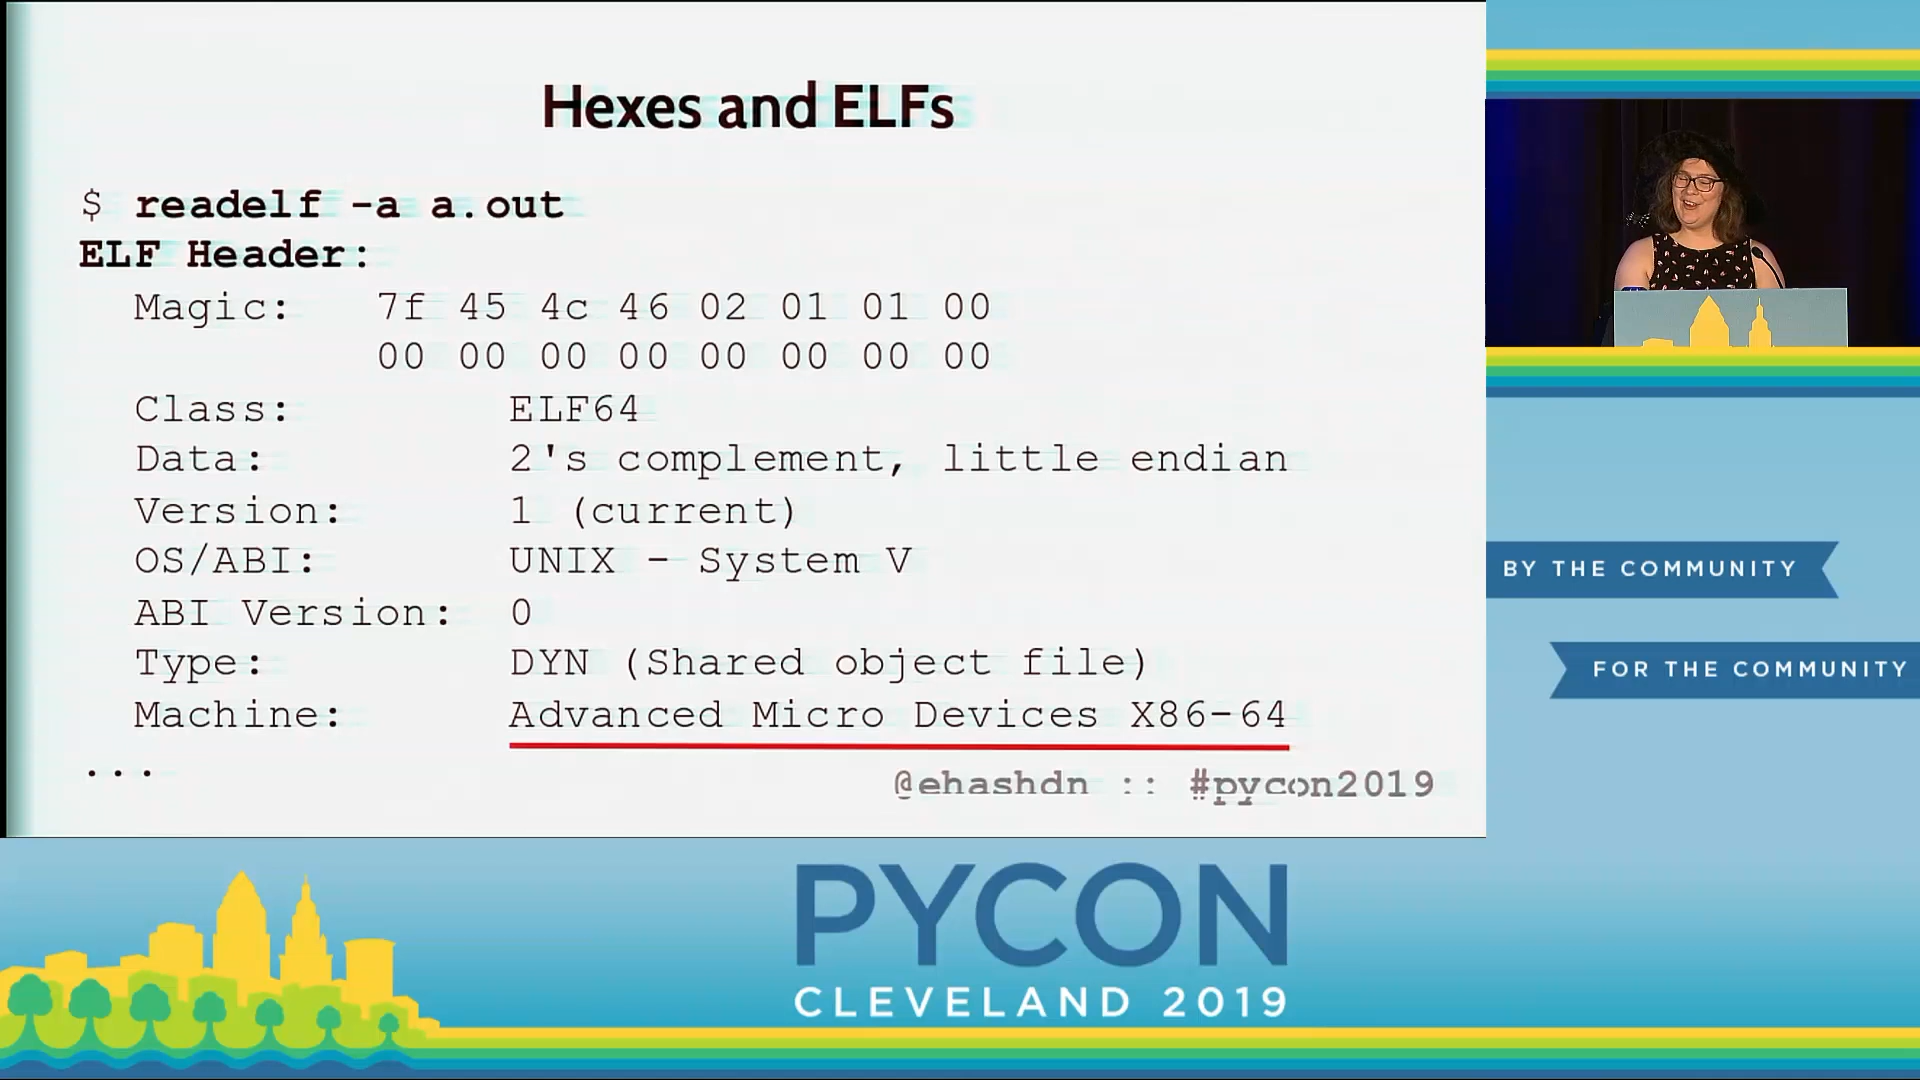 Hexes and ELFs
$ readelf -a a.out
ELF Header:
Magic: 7f 45 4c 46 02 01 01 00
00 00 00 00 00 00 00 00
Class: ELF64
Data: 2's complement, little endian
Version: 1 (current)
OS/ABI: UNIX - System V
ABI Version: 0
Type: DYN (Shared object file)
Machine: Advanced Micro Devices X86-64
...
@ehashdn :: #pycon2019
BY THE COMMUNITY
FOR THE COMMUNITY
PYCON
CLEVELAND 2019